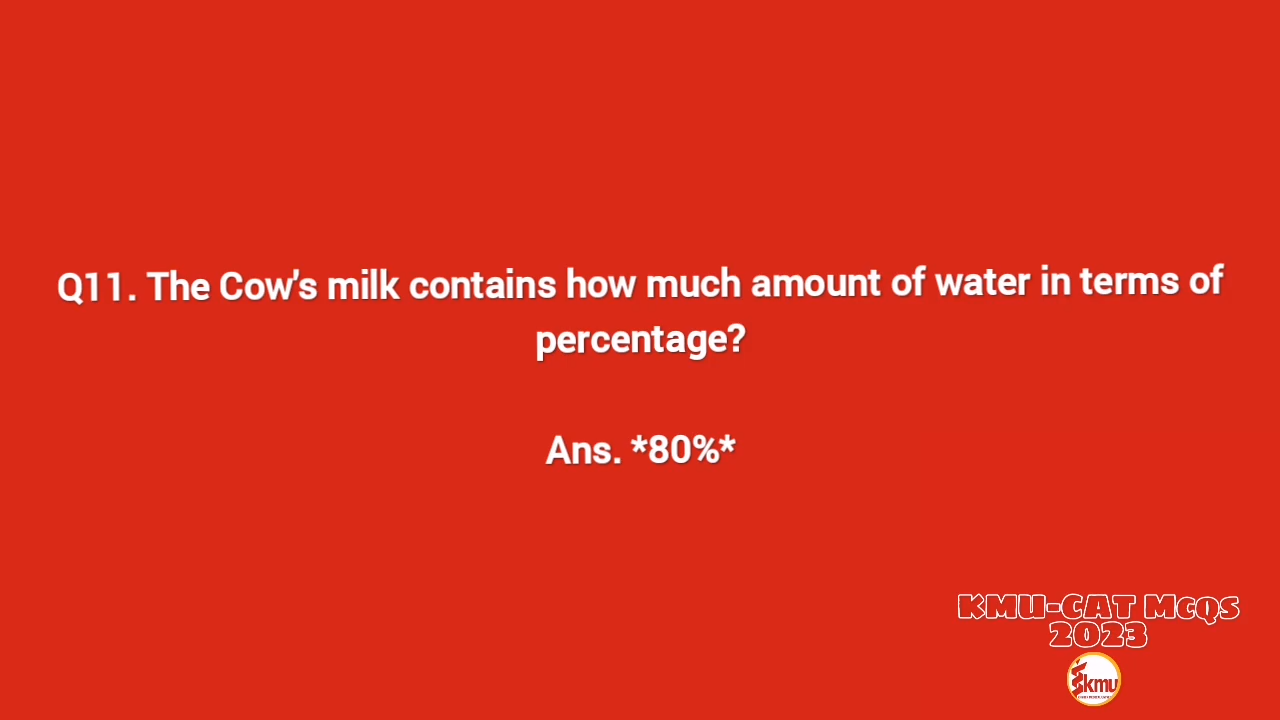 Q11. The Cow's milk contains how much amount of water in terms of
percentage?
Ans. *80%*
KMU-CAT McQs
2023
kmu